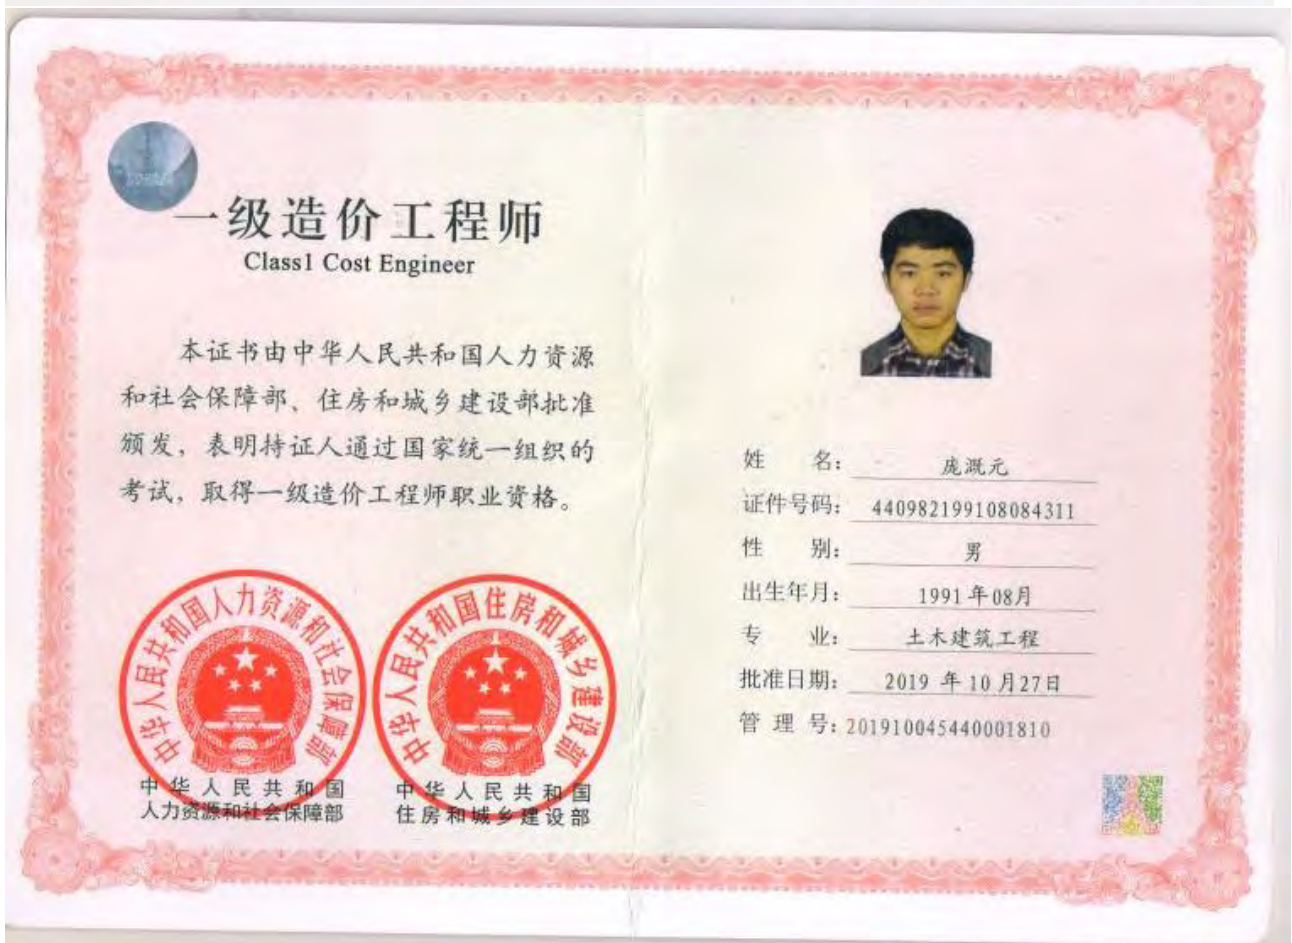 一级造价工程师
Class1 Cost Engineer
本证书由中华人民共和国人力资源
和社会保障部、住房和城乡建设部批准
颁发，表明持证人通过国家统一组织的
考试，取得一级造价工程师职业资格。
中华人民共和国人力资源和社会保障部
中华人民共和国住房和城乡建设部
中华人民共和国
人力资源和社会保障部
中华人民共和国
住房和城乡建设部
姓 名： 庞溉元
证件号码： 440982199108084311
性 别： 男
出生年月： 1991年08月
专 业： 土木建筑工程
批准日期： 2019 年 10 月27日
管 理 号：201910045440001810